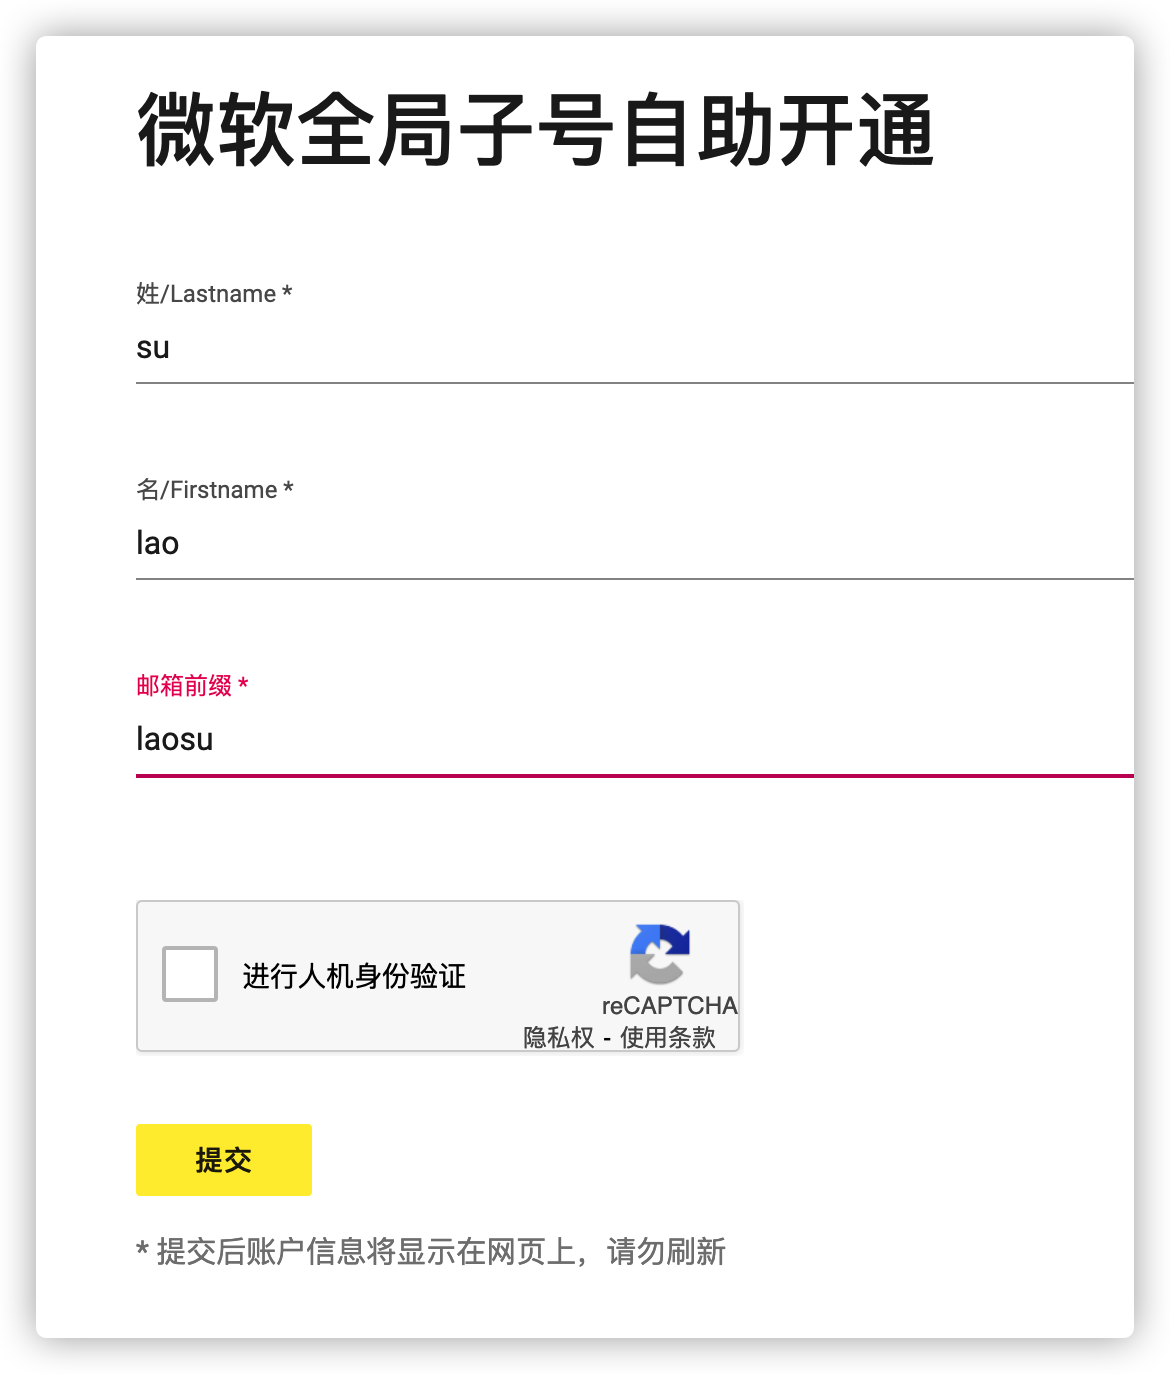 微软全局子号自助开通
姓/Lastname *
su
名/Firstname *
lao
邮箱前缀 *
laosu
进行人机身份验证
reCAPTCHA
隐私权 - 使用条款
提交
* 提交后账户信息将显示在网页上，请勿刷新